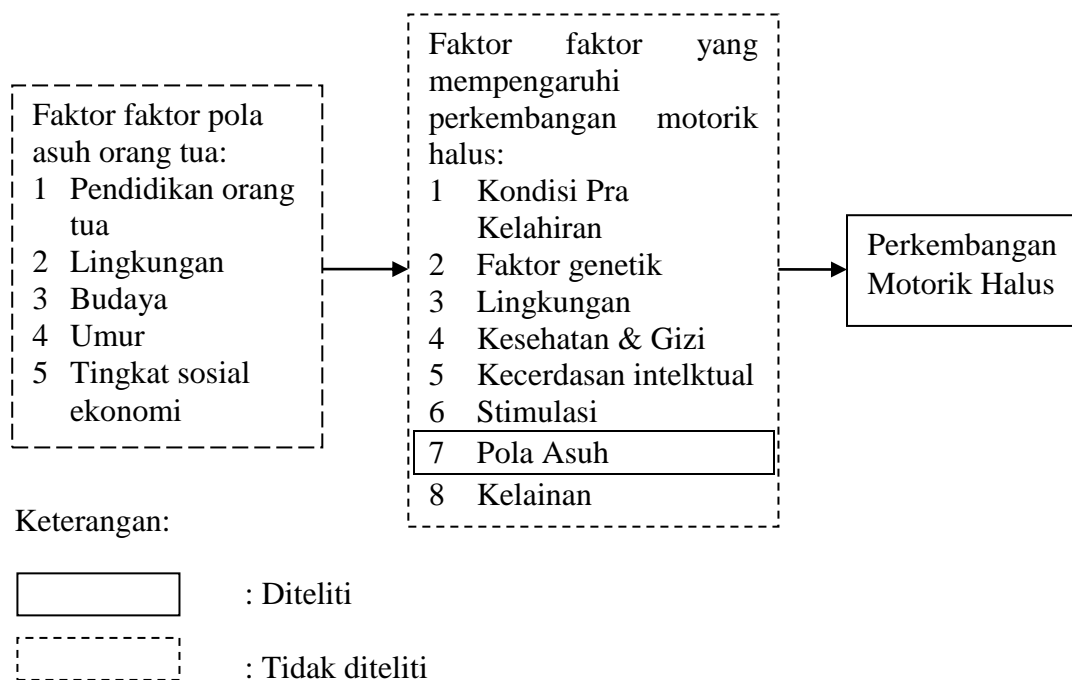 Faktor faktor pola
asuh orang tua:
1 Pendidikan orang
tua
2 Lingkungan
3 Budaya
4 Umur
5 Tingkat sosial
ekonomi
Faktor faktor yang
mempengaruhi
perkembangan motorik
halus:
1 Kondisi Pra
Kelahiran
2 Faktor genetik
3 Lingkungan
4 Kesehatan & Gizi
5 Kecerdasan intelktual
6 Stimulasi
7 Pola Asuh
8 Kelainan
Perkembangan
Motorik Halus
Keterangan:
: Diteliti
: Tidak diteliti